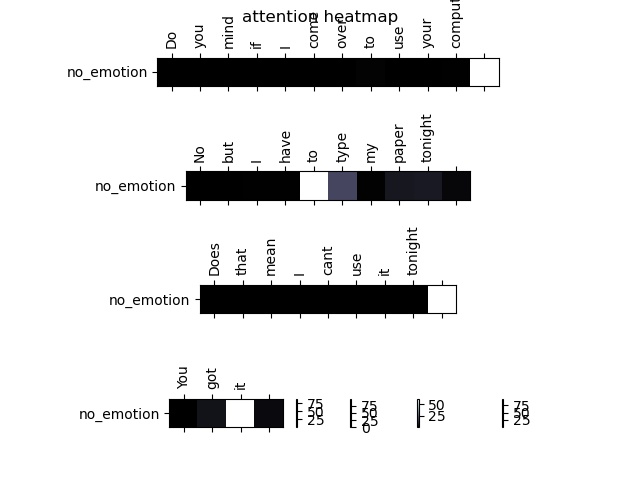 attention heatmap
Do you mind if I come over to use your comput
no_emotion
No but I have to type my paper tonight
no_emotion
Does that mean I cant use it tonight
no_emotion
You got it
no_emotion
75 50 25
75 50 25 0
50 25
75 50 25